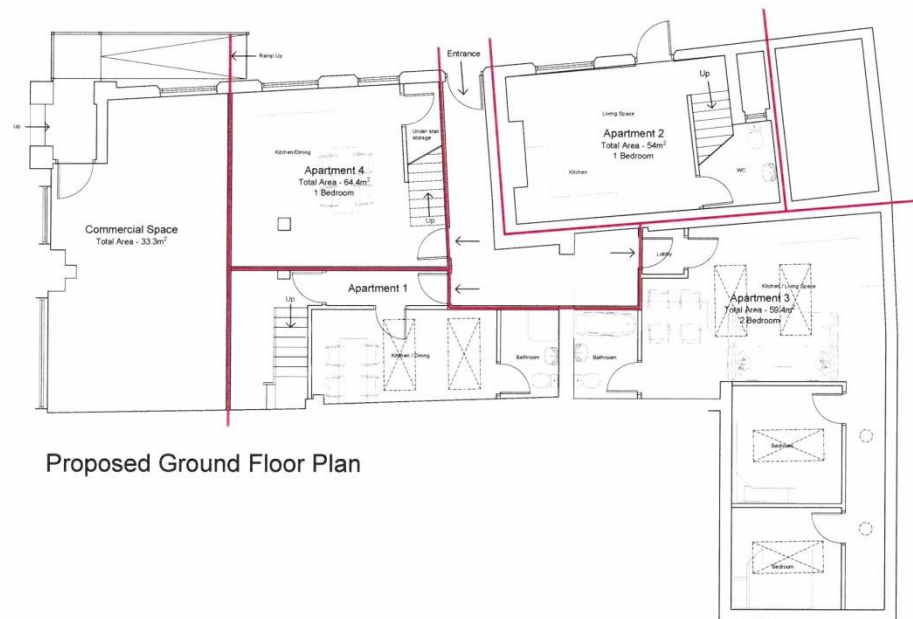 Ramp Up
Entrance
Up
Commercial Space
Total Area - 33.3m²
Kitchen/Dining
Under stair
storage
Apartment 4
Total Area - 64.4m²
1 Bedroom
Up
Living Space
Up
Apartment 2
Total Area - 54m²
1 Bedroom
Kitchen
WC
Apartment 1
Up
Kitchen / Dining
Bathroom
Bathroom
Lobby
Kitchen / Living Space
Apartment 3
Total Area - 59.4m²
2 Bedroom
Bedroom
Bedroom
Proposed Ground Floor Plan